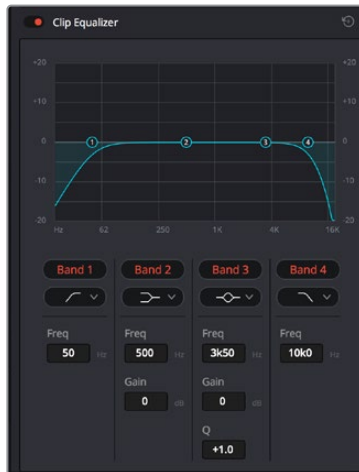 Clip Equalizer
+20 +20
+10 +10
0 1 2 3 4 0
-10 -10
-20 -20
Hz 62 250 1K 4K 16K
Band 1 Band 2 Band 3 Band 4
Freq Freq Freq Freq
50 Hz 500 Hz 3k50 Hz 10k0 Hz
Gain Gain
0 dB 0 dB
Q
+1.0